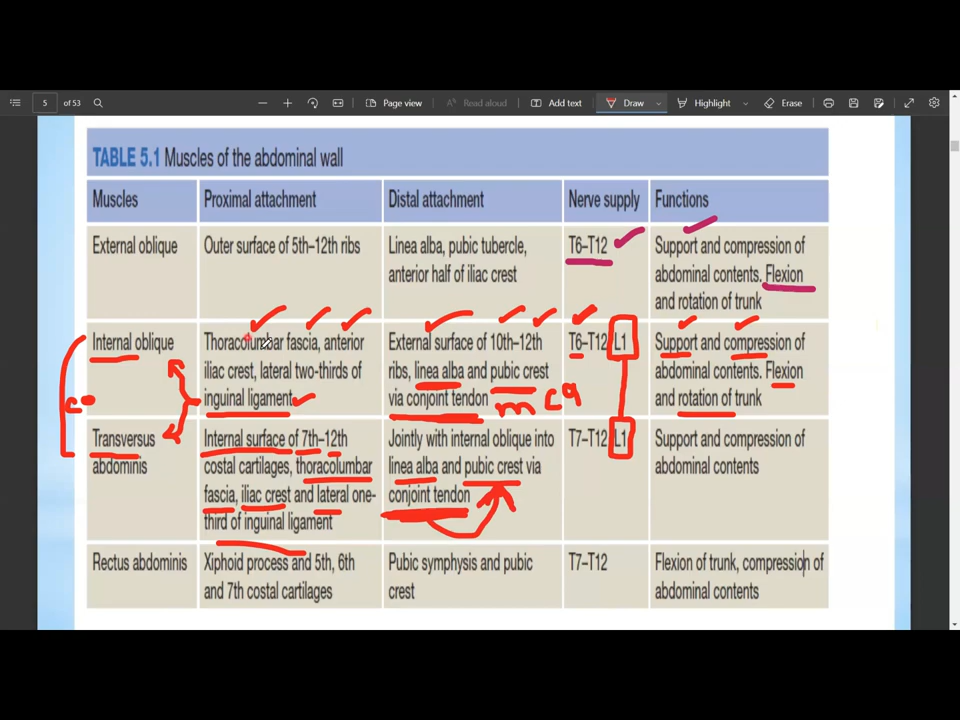 5 of 53 Page view Read aloud Add text Draw Highlight Erase
TABLE 5.1 Muscles of the abdominal wall
Muscles Proximal attachment Distal attachment Nerve supply Functions
External oblique Outer surface of 5th–12th ribs Linea alba, pubic tubercle, T6–T12 Support and compression of
anterior half of iliac crest abdominal contents. Flexion
and rotation of trunk
Internal oblique Thoracolumbar fascia, anterior External surface of 10th–12th T6–T12 L1 Support and compression of
iliac crest, lateral two-thirds of ribs, linea alba and pubic crest abdominal contents. Flexion
inguinal ligament via conjoint tendon and rotation of trunk
Transversus Internal surface of 7th–12th Jointly with internal oblique into T7–T12 L1 Support and compression of
abdominis costal cartilages, thoracolumbar linea alba and pubic crest via abdominal contents
fascia, iliac crest and lateral one- conjoint tendon
third of inguinal ligament
Rectus abdominis Xiphoid process and 5th, 6th Pubic symphysis and pubic T7–T12 Flexion of trunk, compression of
and 7th costal cartilages crest abdominal contents